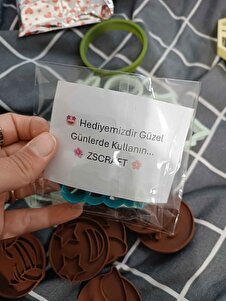 🤩 Hediyemizdir Güzel
Günlerde Kullanın...
🌺 ZSCRAFT 🌸